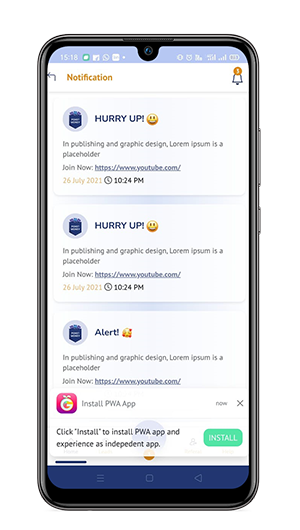 15:18
Notification
HURRY UP! 😃
In publishing and graphic design, Lorem ipsum is a
placeholder
Join Now: https://www.youtube.com/
26 July 2021 10:24 PM
HURRY UP! 😃
In publishing and graphic design, Lorem ipsum is a
placeholder
Join Now: https://www.youtube.com/
26 July 2021 10:24 PM
Alert! 🥰
In publishing and graphic design, Lorem ipsum is a
placeholder
Join Now: https://www.youtube.com/
Install PWA App
now
Click "Install" to install PWA app and
experience as indepedent app.
INSTALL